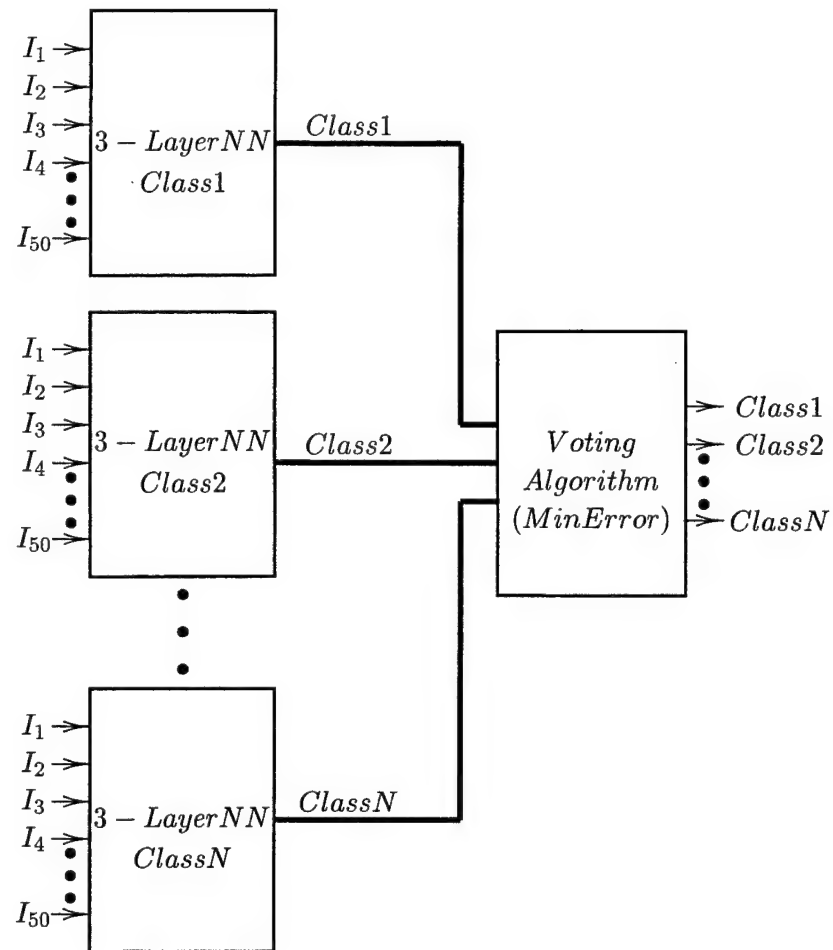 I1
I2
I3
I4
I50
3 - LayerNN
Class1
Class1
I1
I2
I3
I4
I50
3 - LayerNN
Class2
Class2
I1
I2
I3
I4
I50
3 - LayerNN
ClassN
ClassN
Voting
Algorithm
(MinError)
Class1
Class2
ClassN